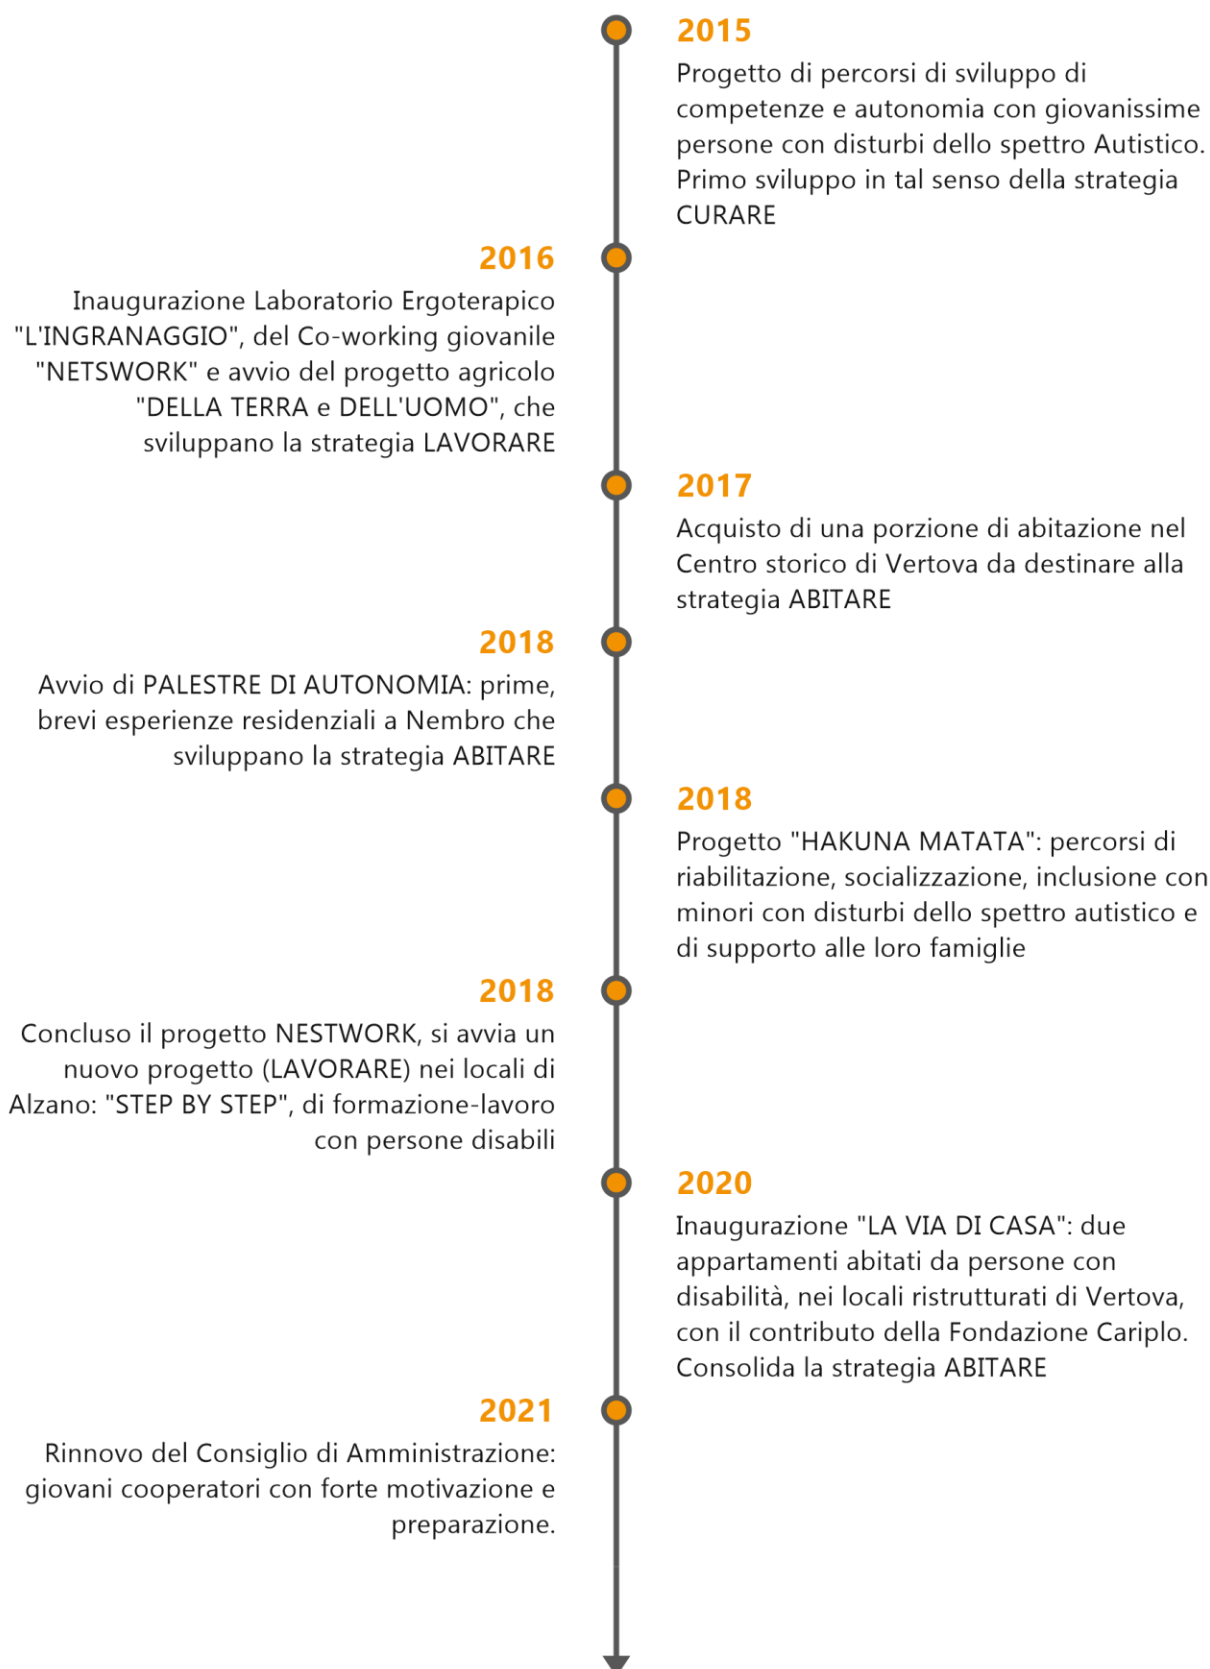 2015
Progetto di percorsi di sviluppo di
competenze e autonomia con giovanissime
persone con disturbi dello spettro Autistico.
Primo sviluppo in tal senso della strategia
CURARE
2016
Inaugurazione Laboratorio Ergoterapico
"L'INGRANAGGIO", del Co-working giovanile
"NETSWORK" e avvio del progetto agricolo
"DELLA TERRA e DELL'UOMO", che
sviluppano la strategia LAVORARE
2017
Acquisto di una porzione di abitazione nel
Centro storico di Vertova da destinare alla
strategia ABITARE
2018
Avvio di PALESTRE DI AUTONOMIA: prime,
brevi esperienze residenziali a Nembro che
sviluppano la strategia ABITARE
2018
Progetto "HAKUNA MATATA": percorsi di
riabilitazione, socializzazione, inclusione con
minori con disturbi dello spettro autistico e
di supporto alle loro famiglie
2018
Concluso il progetto NESTWORK, si avvia un
nuovo progetto (LAVORARE) nei locali di
Alzano: "STEP BY STEP", di formazione-lavoro
con persone disabili
2020
Inaugurazione "LA VIA DI CASA": due
appartamenti abitati da persone con
disabilità, nei locali ristrutturati di Vertova,
con il contributo della Fondazione Cariplo.
Consolida la strategia ABITARE
2021
Rinnovo del Consiglio di Amministrazione:
giovani cooperatori con forte motivazione e
preparazione.